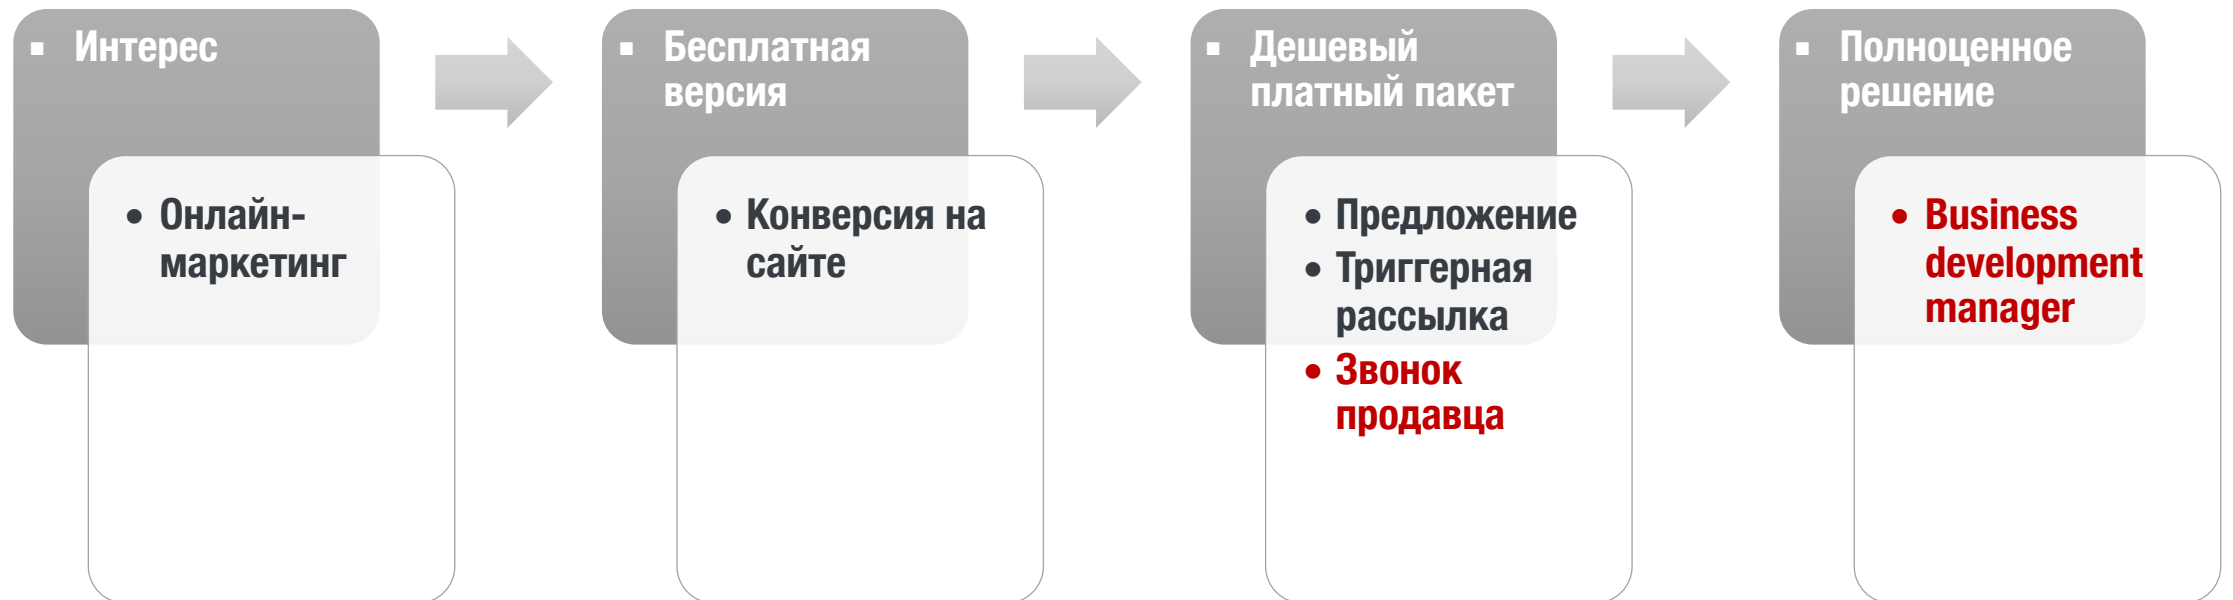 ▪ Интерес
• Онлайн-
маркетинг
▪ Бесплатная
версия
• Конверсия на
сайте
▪ Дешевый
платный пакет
• Предложение
• Триггерная
рассылка
• Звонок
продавца
▪ Полноценное
решение
• Business
development
manager